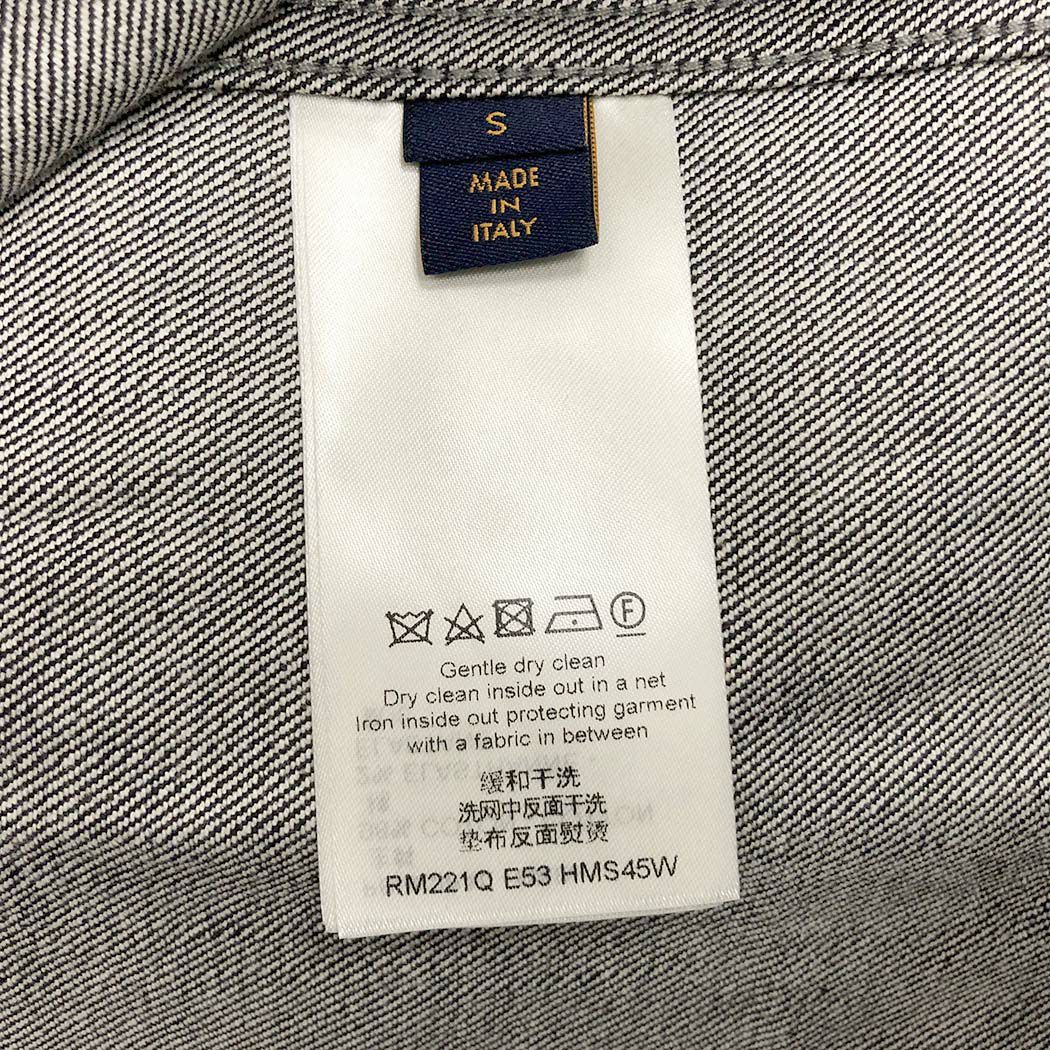 S
MADE
IN
ITALY
F
Gentle dry clean
Dry clean inside out in a net
Iron inside out protecting garment
with a fabric in between
缓和干洗
洗网中反面干洗
垫布反面熨烫
RM221Q E53 HMS45W